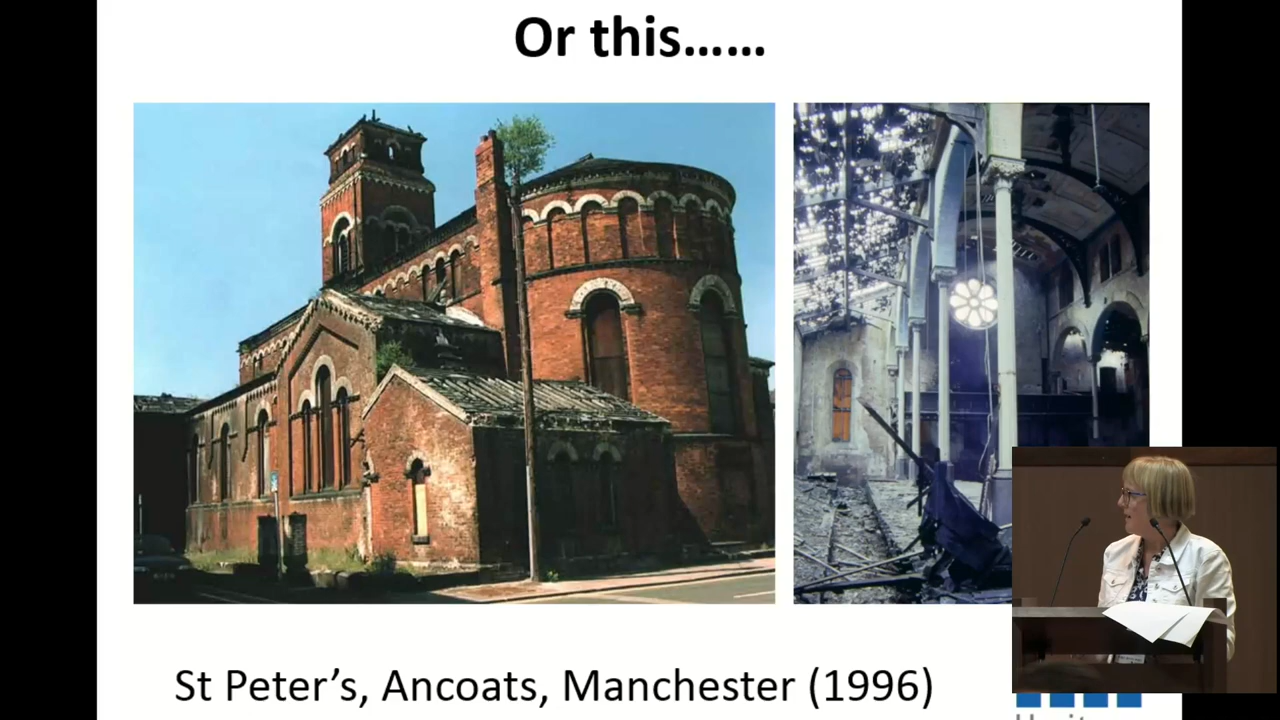 Or this……
St Peter’s, Ancoats, Manchester (1996)